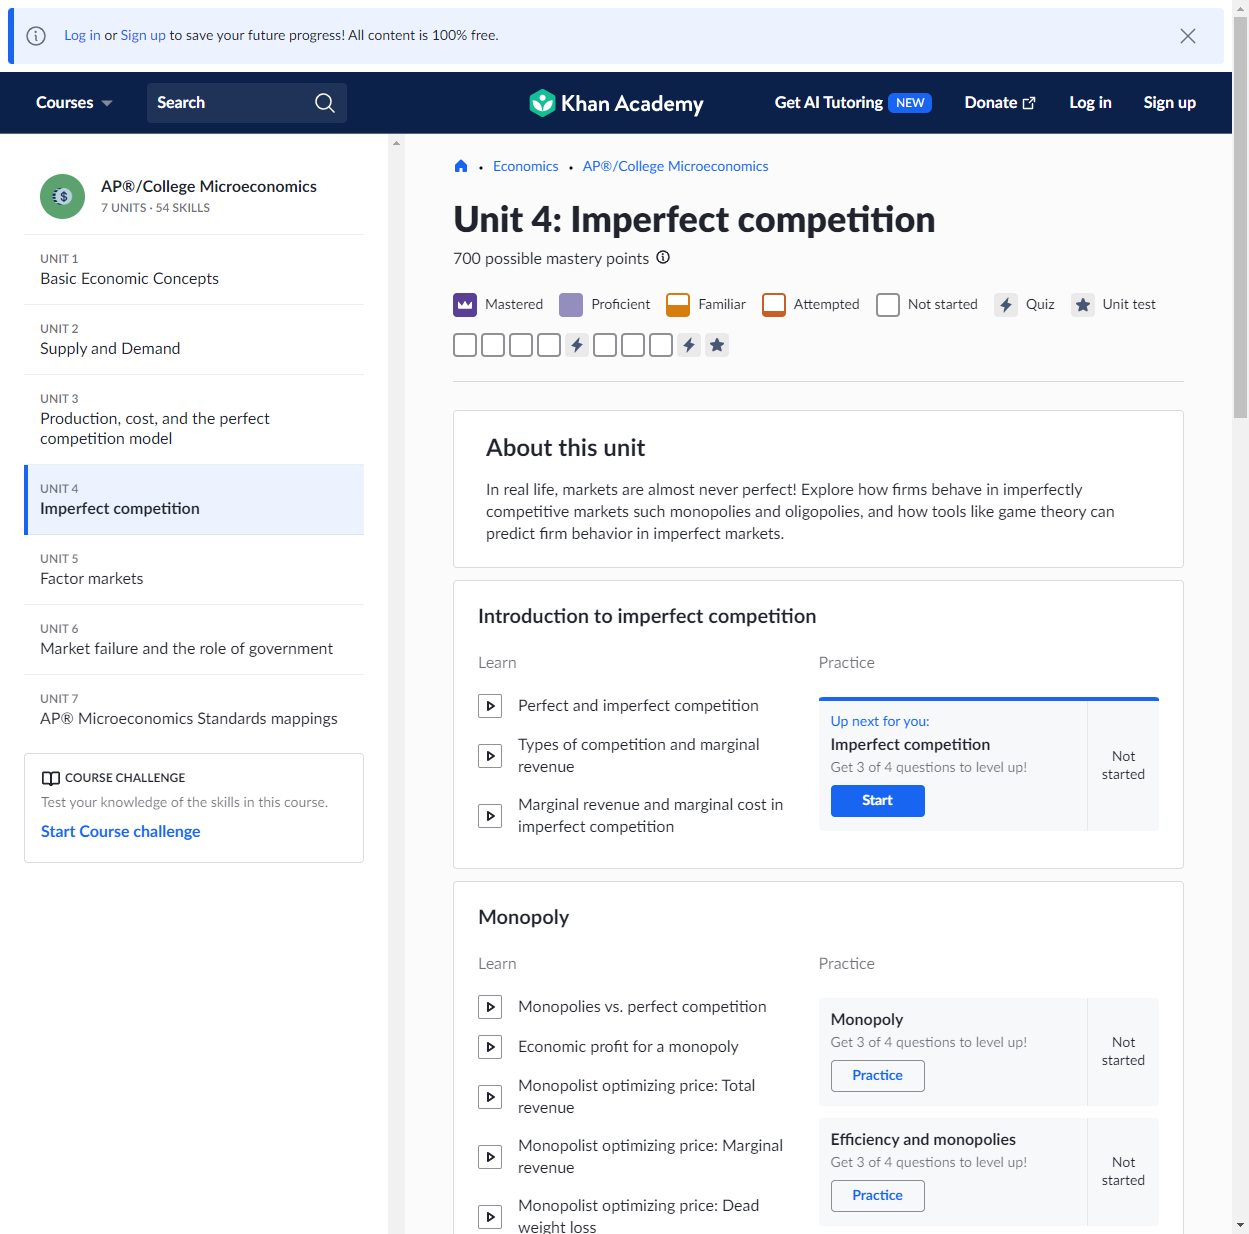 Log in or Sign up to save your future progress! All content is 100% free.
Courses
Search
Khan Academy
Get AI Tutoring
NEW
Donate
Log in
Sign up
AP®/College Microeconomics
7 UNITS · 54 SKILLS
UNIT 1
Basic Economic Concepts
UNIT 2
Supply and Demand
UNIT 3
Production, cost, and the perfect
competition model
UNIT 4
Imperfect competition
UNIT 5
Factor markets
UNIT 6
Market failure and the role of government
UNIT 7
AP® Microeconomics Standards mappings
COURSE CHALLENGE
Test your knowledge of the skills in this course.
Start Course challenge
Economics
AP®/College Microeconomics
Unit 4: Imperfect competition
700 possible mastery points
Mastered
Proficient
Familiar
Attempted
Not started
Quiz
Unit test
About this unit
In real life, markets are almost never perfect! Explore how firms behave in imperfectly
competitive markets such monopolies and oligopolies, and how tools like game theory can
predict firm behavior in imperfect markets.
Introduction to imperfect competition
Learn
Perfect and imperfect competition
Types of competition and marginal
revenue
Marginal revenue and marginal cost in
imperfect competition
Practice
Up next for you:
Imperfect competition
Get 3 of 4 questions to level up!
Start
Not
started
Monopoly
Learn
Monopolies vs. perfect competition
Economic profit for a monopoly
Monopolist optimizing price: Total
revenue
Monopolist optimizing price: Marginal
revenue
Monopolist optimizing price: Dead
weight loss
Practice
Monopoly
Get 3 of 4 questions to level up!
Practice
Not
started
Efficiency and monopolies
Get 3 of 4 questions to level up!
Practice
Not
started